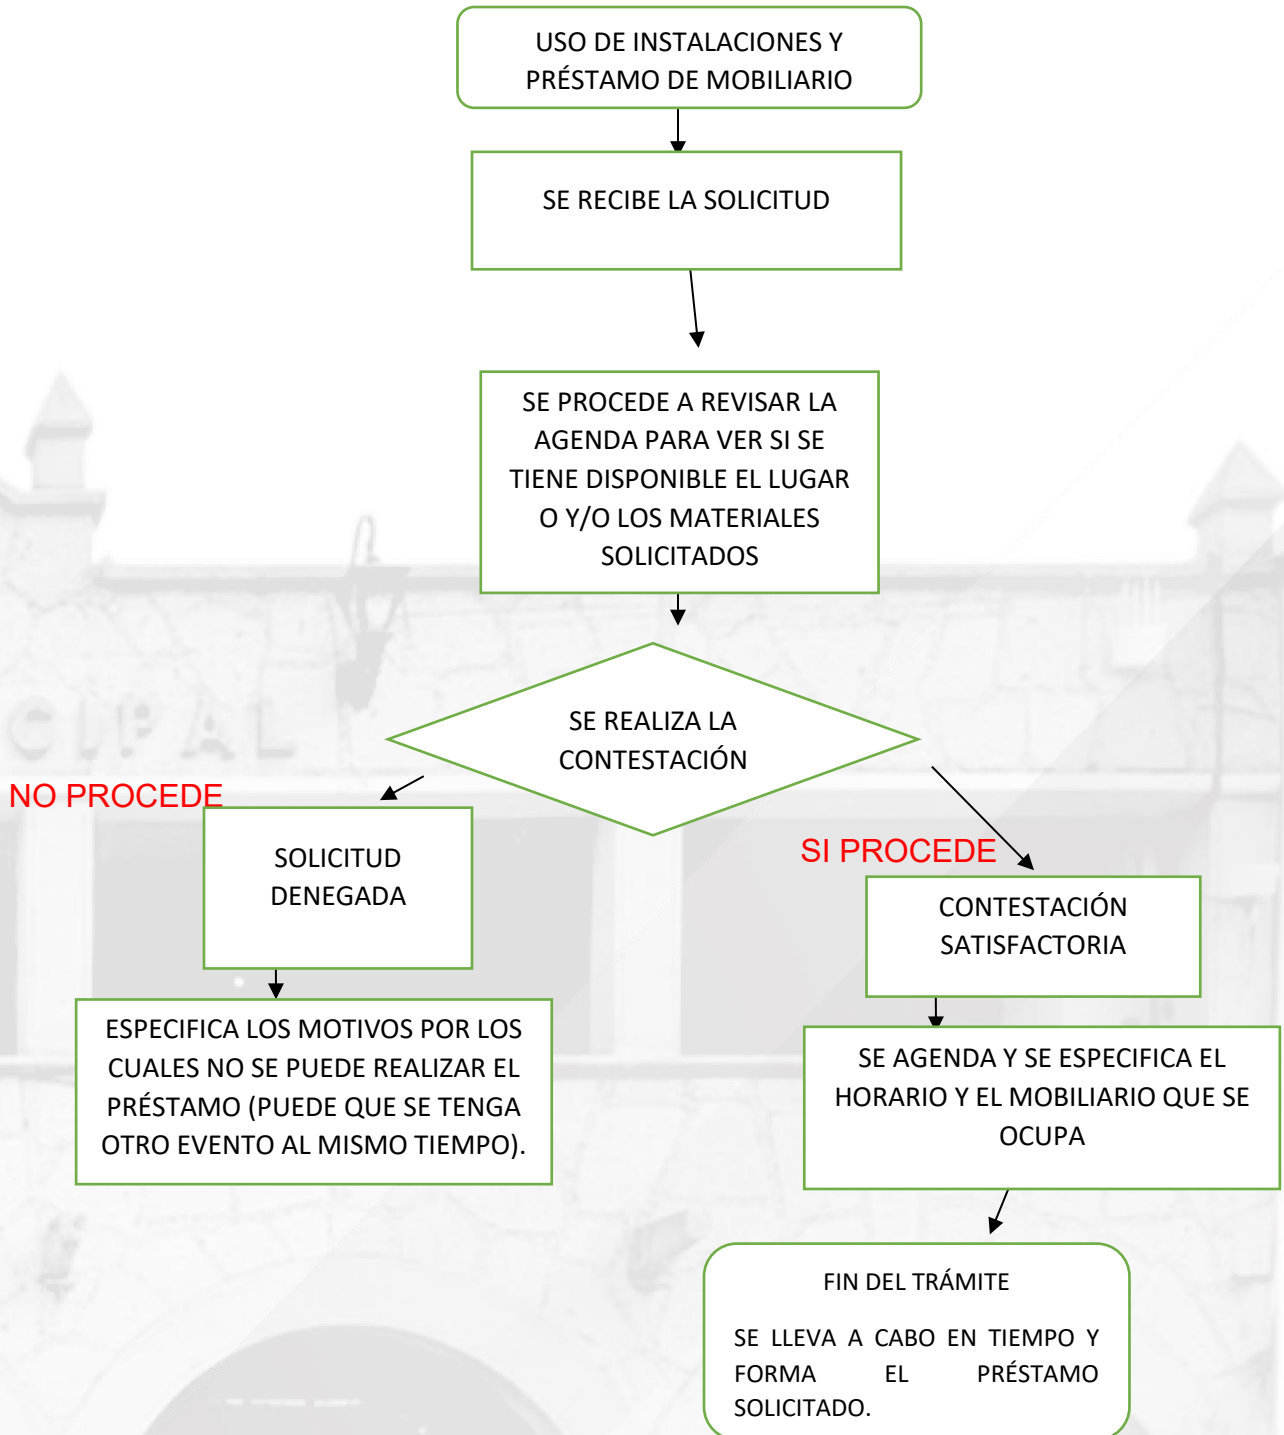 USO DE INSTALACIONES Y
PRÉSTAMO DE MOBILIARIO
SE RECIBE LA SOLICITUD
SE PROCEDE A REVISAR LA
AGENDA PARA VER SI SE
TIENE DISPONIBLE EL LUGAR
O Y/O LOS MATERIALES
SOLICITADOS
SE REALIZA LA
CONTESTACIÓN
CIPAL
NO PROCEDE
SOLICITUD
DENEGADA
ESPECIFICA LOS MOTIVOS POR LOS
CUALES NO SE PUEDE REALIZAR EL
PRÉSTAMO (PUEDE QUE SE TENGA
OTRO EVENTO AL MISMO TIEMPO).
SI PROCEDE
CONTESTACIÓN
SATISFACTORIA
SE AGENDA Y SE ESPECIFICA EL
HORARIO Y EL MOBILIARIO QUE SE
OCUPA
FIN DEL TRÁMITE
SE LLEVA A CABO EN TIEMPO Y
FORMA EL PRÉSTAMO
SOLICITADO.